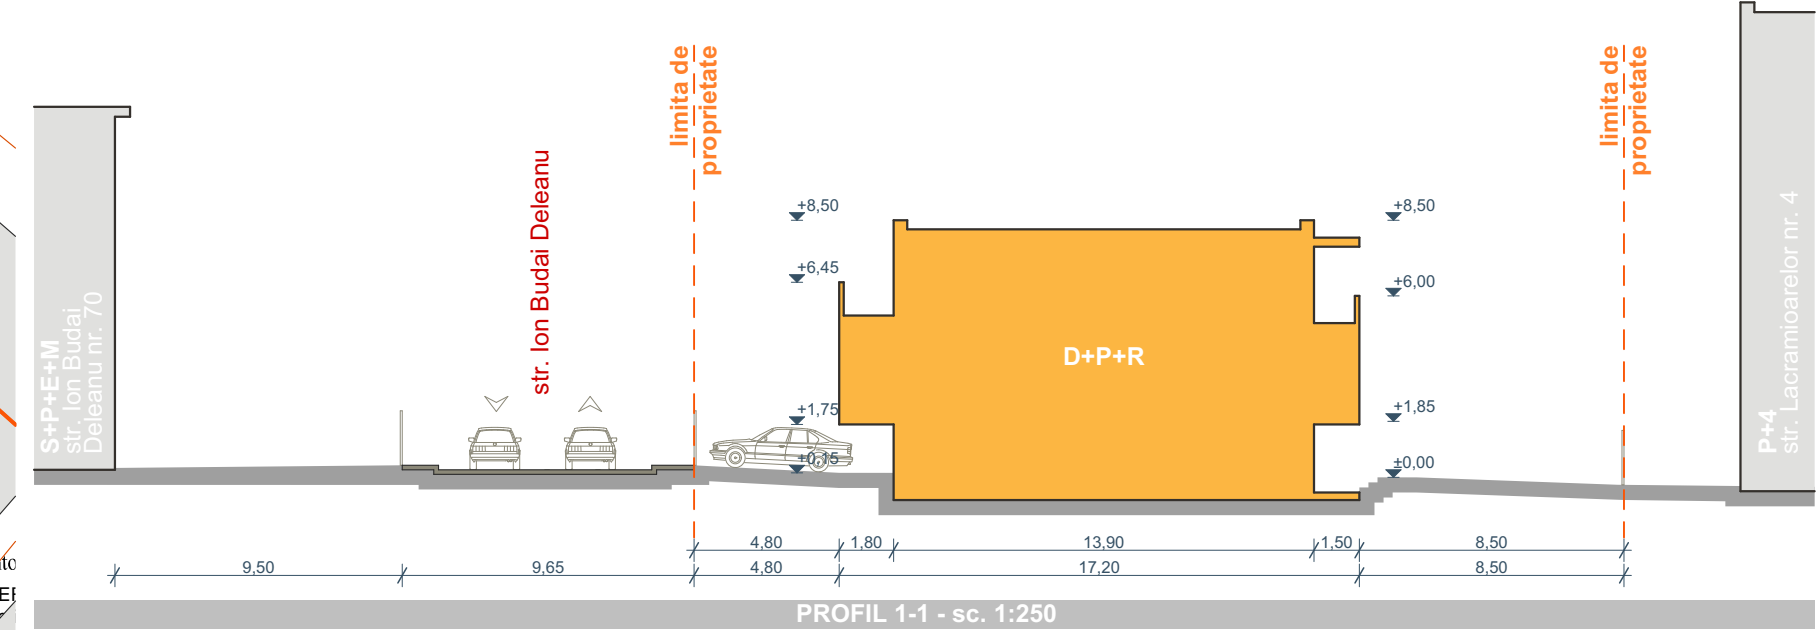 S+P+E+M
str. Ion Budai
Deleanu nr. 70
str. Ion Budai Deleanu
limita de
proprietate
+8,50
+6,45
+1,75
+0,15
D+P+R
+8,50
+6,00
+1,85
±0,00
limita de
proprietate
P+4
str. Lacramioarelor nr. 4
4,80 1,80 13,90 1,50 8,50
9,50 9,65 4,80 17,20 8,50
PROFIL 1-1 - sc. 1:250